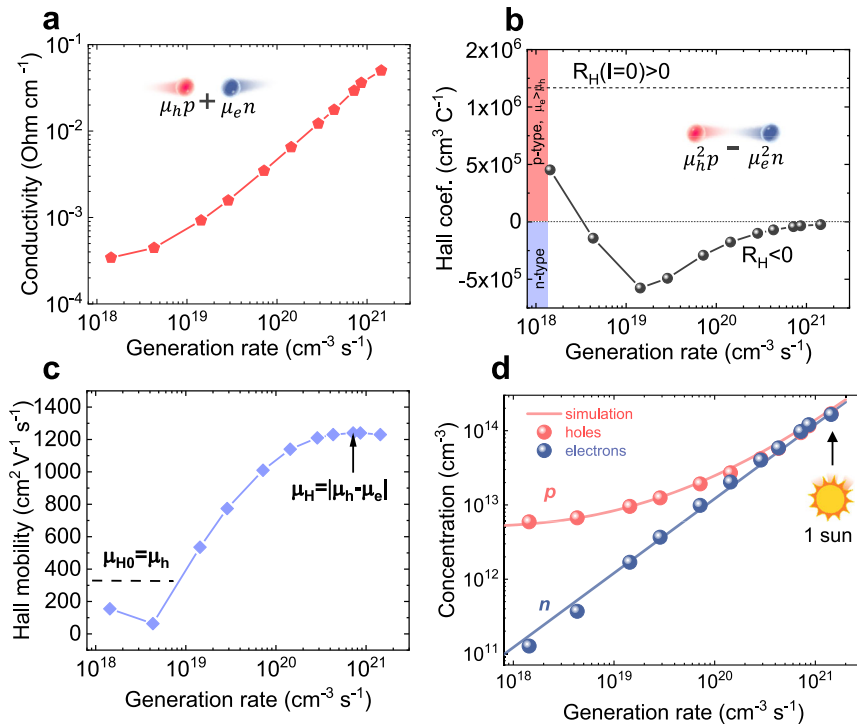 a
10⁻¹
10⁻²
10⁻³
10⁻⁴
Conductivity (Ohm cm⁻¹)
μₕp + μₑn
10¹⁸ 10¹⁹ 10²⁰ 10²¹
Generation rate (cm⁻³ s⁻¹)
b
2x10⁶
1x10⁶
5x10⁵
0
-5x10⁵
Hall coef. (cm³ C⁻¹)
p-type, μₑ>μₕ
n-type
R_H(I=0)>0
μₕ²p − μₑ²n
R_H<0
10¹⁸ 10¹⁹ 10²⁰ 10²¹
Generation rate (cm⁻³ s⁻¹)
c
1400
1200
1000
800
600
400
200
0
Hall mobility (cm² V⁻¹ s⁻¹)
μ_H=|μₕ-μₑ|
μ_H0=μₕ
10¹⁸ 10¹⁹ 10²⁰ 10²¹
Generation rate (cm⁻³ s⁻¹)
d
10¹⁴
10¹³
10¹²
10¹¹
Concentration (cm⁻³)
simulation
holes
electrons
p
n
1 sun
10¹⁸ 10¹⁹ 10²⁰ 10²¹
Generation rate (cm⁻³ s⁻¹)